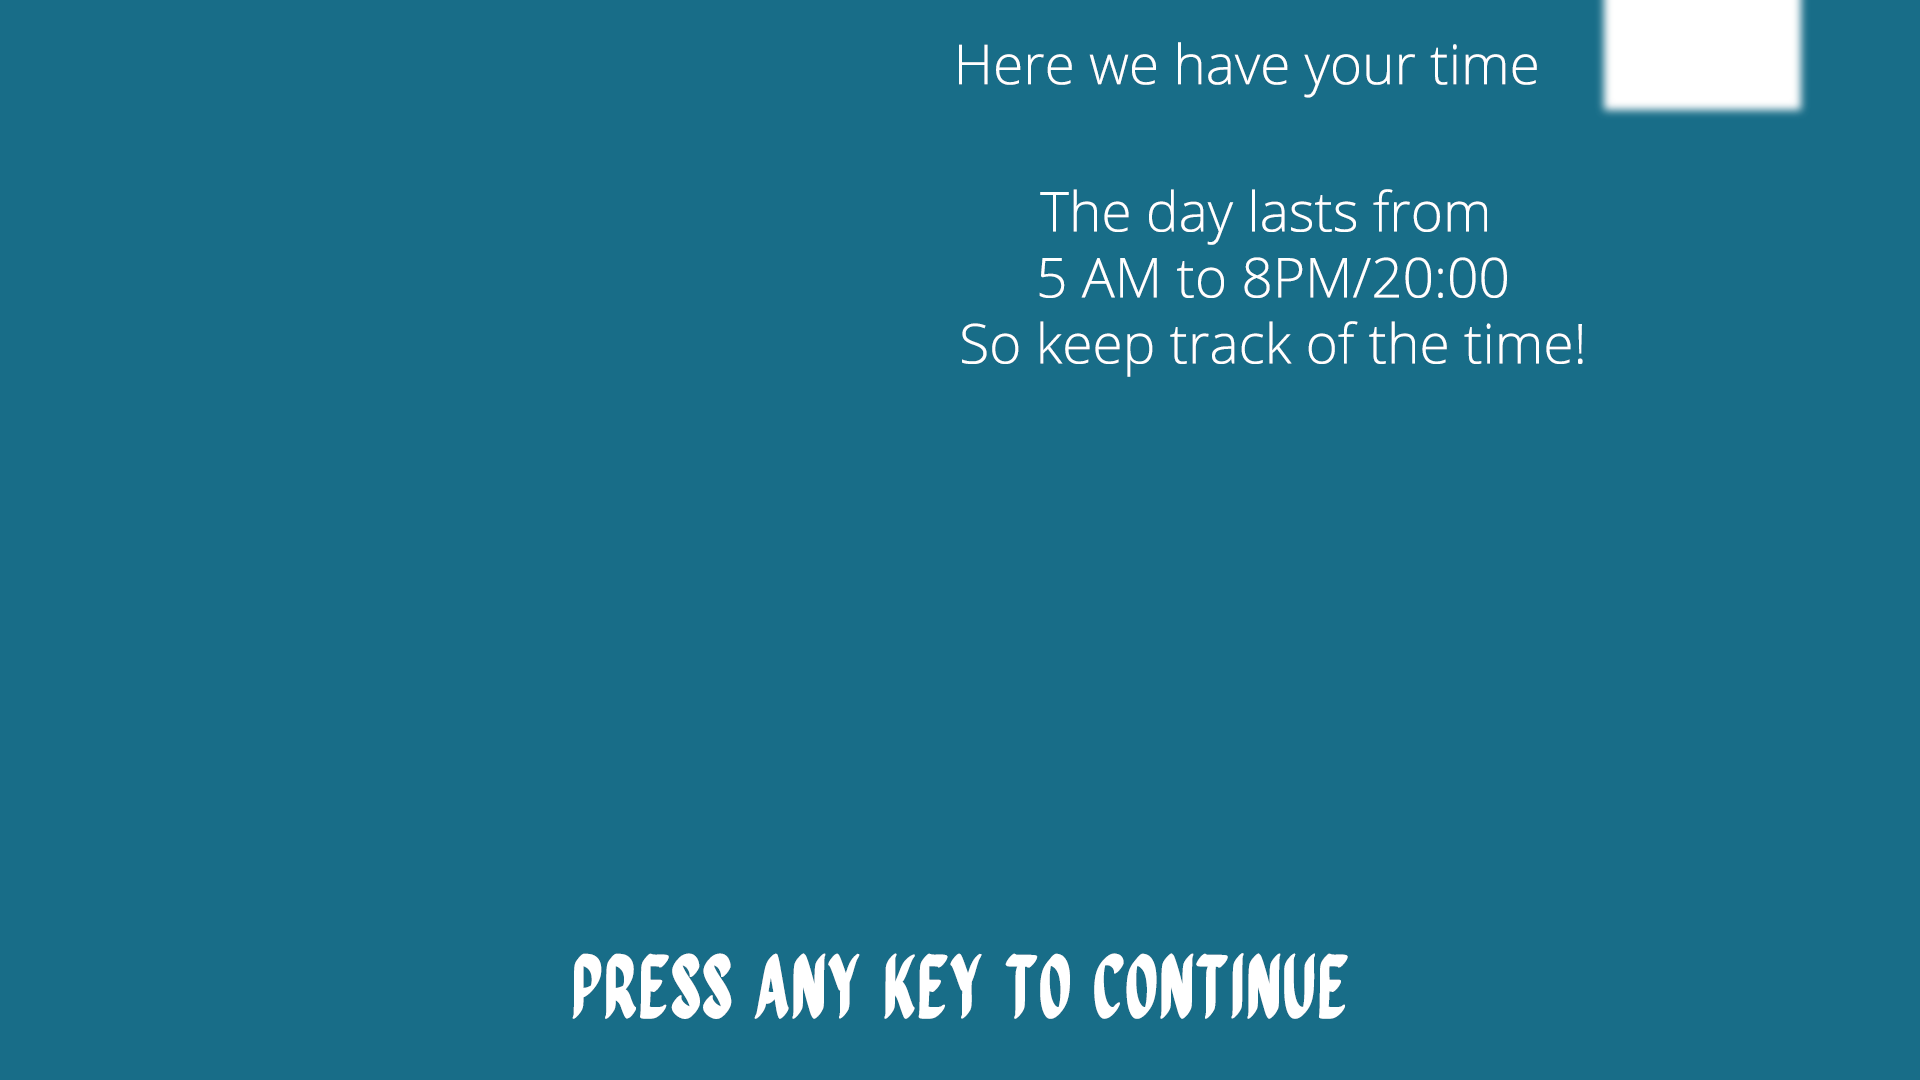 Here we have your time
The day lasts from
5 AM to 8PM/20:00
So keep track of the time!
PRESS ANY KEY TO CONTINUE